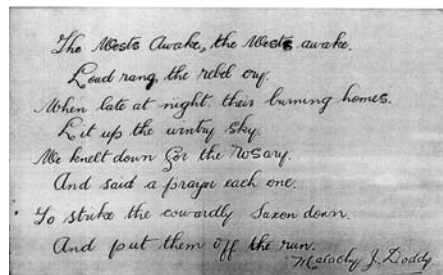 The Wests Awake, the Wests awake.
Loud rang the rebel cry.
When late at night, their burning homes.
Lit up the wintry sky.
We knelt down for the rosary.
And said a prayer each one.
To strike the cowardly Saxon down.
And put them off the run.
Malachy J. Doddy.